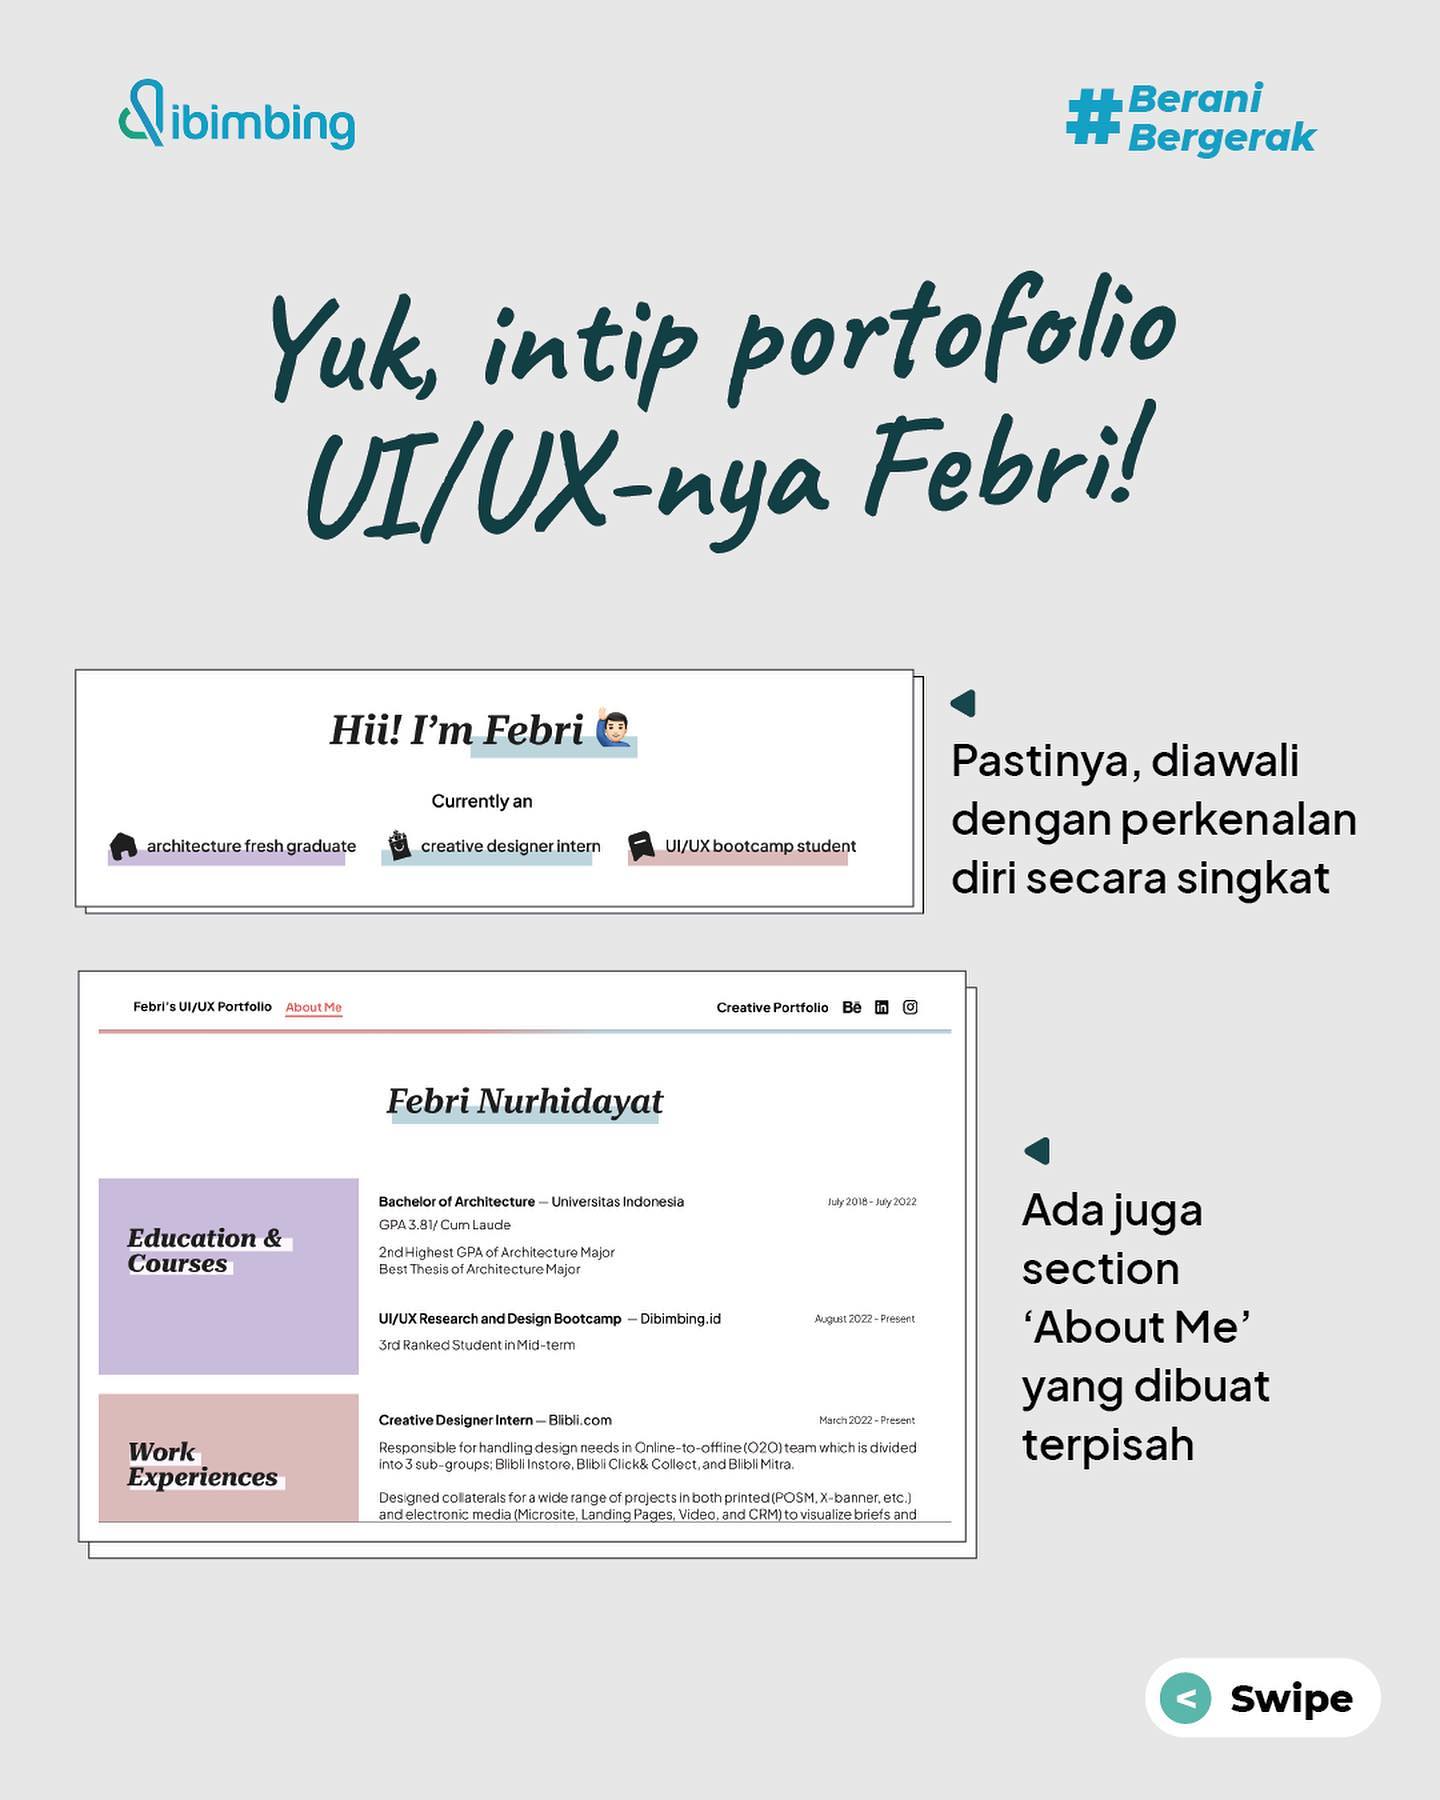 dibimbing
#Berani
Bergerak
Yuk, intip portofolio
UI/UX-nya Febri!
Hii! I'm Febri
Currently an
architecture fresh graduate
creative designer intern
UI/UX bootcamp student
Pastinya, diawali
dengan perkenalan
diri secara singkat
Febri's UI/UX Portfolio About Me Creative Portfolio Bē in
Febri Nurhidayat
Education &
Courses
Bachelor of Architecture — Universitas Indonesia July 2018 - July 2022
GPA 3.81/ Cum Laude
2nd Highest GPA of Architecture Major
Best Thesis of Architecture Major
UI/UX Research and Design Bootcamp — Dibimbing.id August 2022 - Present
3rd Ranked Student in Mid-term
Work
Experiences
Creative Designer Intern — Blibli.com March 2022 - Present
Responsible for handling design needs in Online-to-offline (O2O) team which is divided
into 3 sub-groups; Blibli Instore, Blibli Click& Collect, and Blibli Mitra.
Designed collaterals for a wide range of projects in both printed (POSM, X-banner, etc.)
and electronic media (Microsite, Landing Pages, Video, and CRM) to visualize briefs and
Ada juga
section
‘About Me’
yang dibuat
terpisah
< Swipe